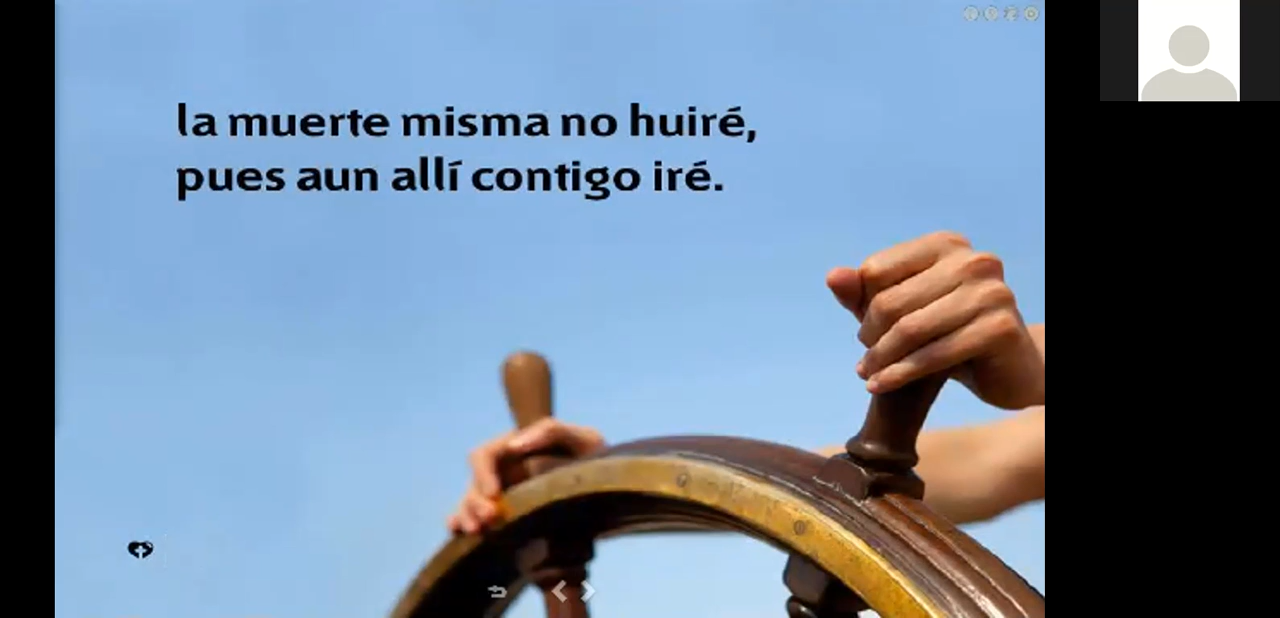 la muerte misma no huiré,
pues aun allí contigo iré.